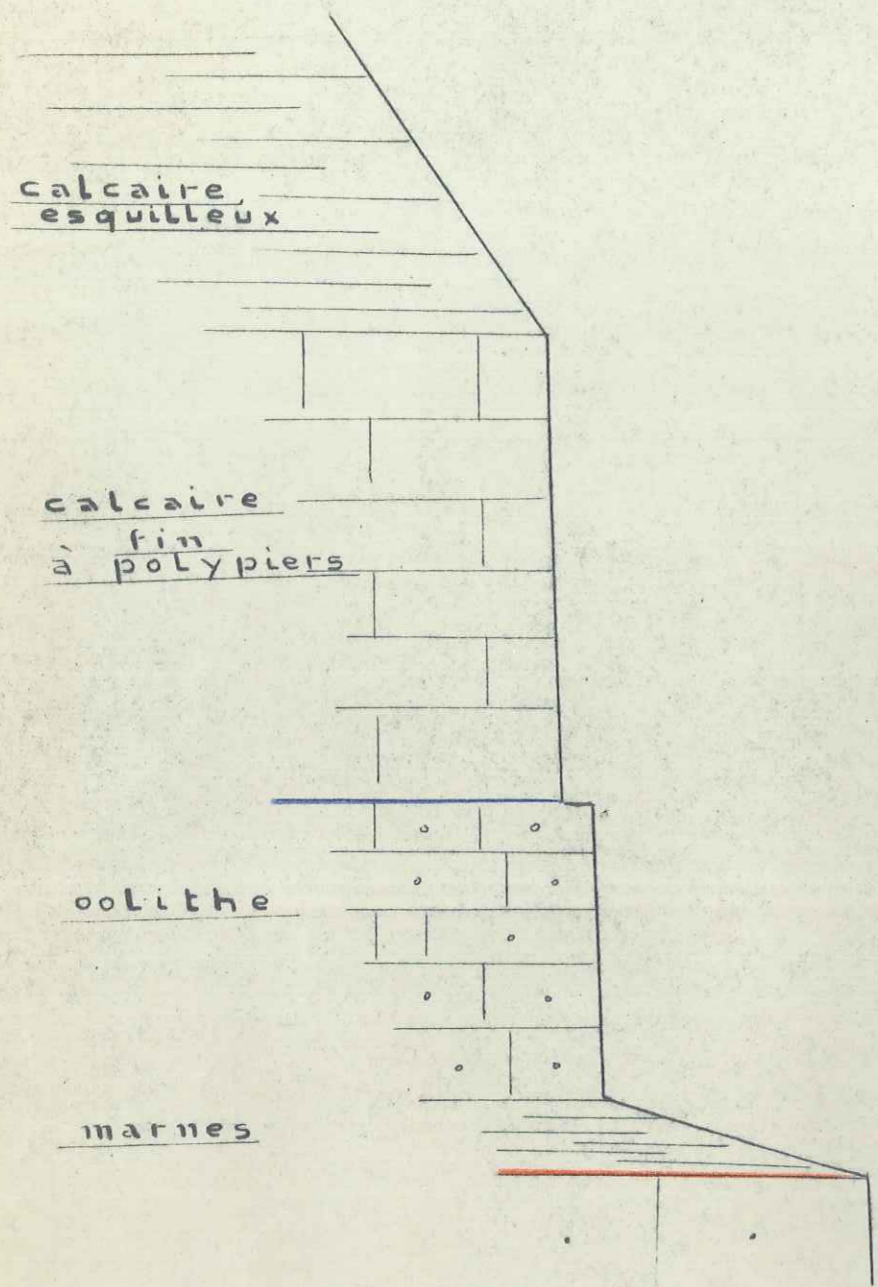 calcaire
esquilleux
calcaire
fin
à polypiers
oolithe
marnes